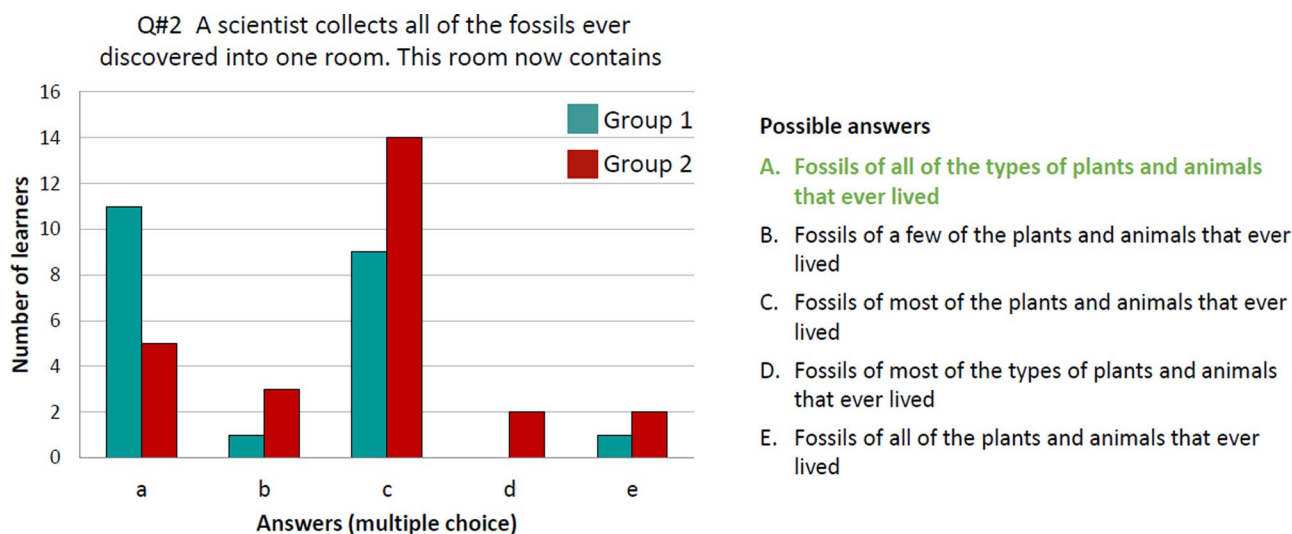 Q#2 A scientist collects all of the fossils ever
discovered into one room. This room now contains
16
14
12
10
8
6
4
2
0
Number of learners
Group 1
Group 2
a
b
c
d
e
Answers (multiple choice)
Possible answers
A. Fossils of all of the types of plants and animals
that ever lived
B. Fossils of a few of the plants and animals that ever
lived
C. Fossils of most of the plants and animals that ever
lived
D. Fossils of most of the types of plants and animals
that ever lived
E. Fossils of all of the plants and animals that ever
lived